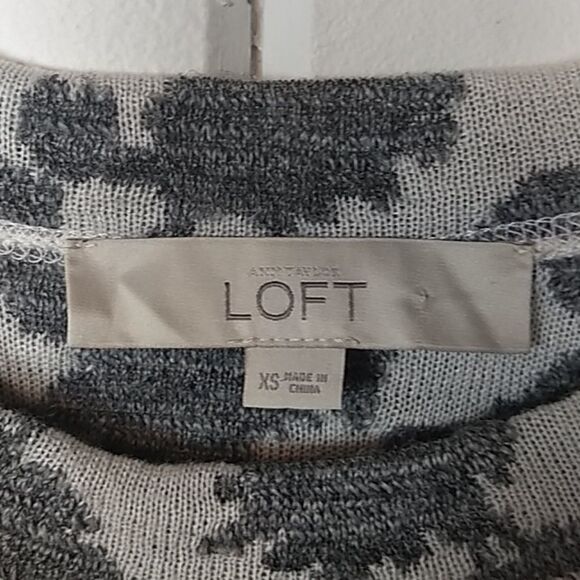 ANN TAYLOR
LOFT
XS MADE IN
CHINA